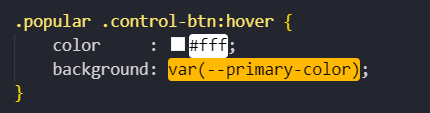 .popular .control-btn:hover {
    color     : #fff;
    background: var(--primary-color);
}